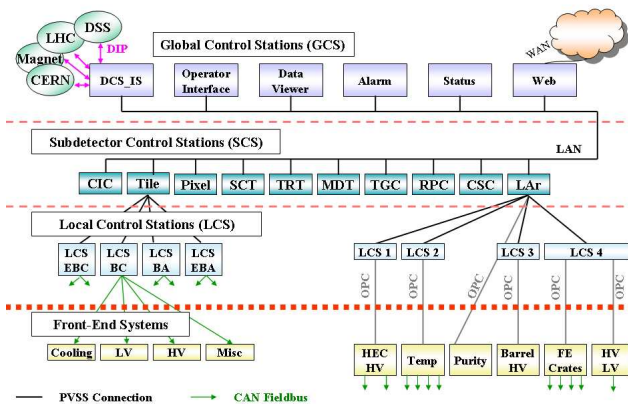 DSS
LHC
Magnet
CERN
DIP
Global Control Stations (GCS)
WAN
DCS_IS
Operator
Interface
Data
Viewer
Alarm
Status
Web
Subdetector Control Stations (SCS)
LAN
CIC
Tile
Pixel
SCT
TRT
MDT
TGC
RPC
CSC
LAr
Local Control Stations (LCS)
LCS
EBC
LCS
BC
LCS
BA
LCS
EBA
LCS 1
LCS 2
LCS 3
LCS 4
OPC
OPC
OPC
OPC
OPC
OPC
Front-End Systems
Cooling
LV
HV
Misc
HEC
HV
Temp
Purity
Barrel
HV
FE
Crates
HV
LV
PVSS Connection
CAN Fieldbus